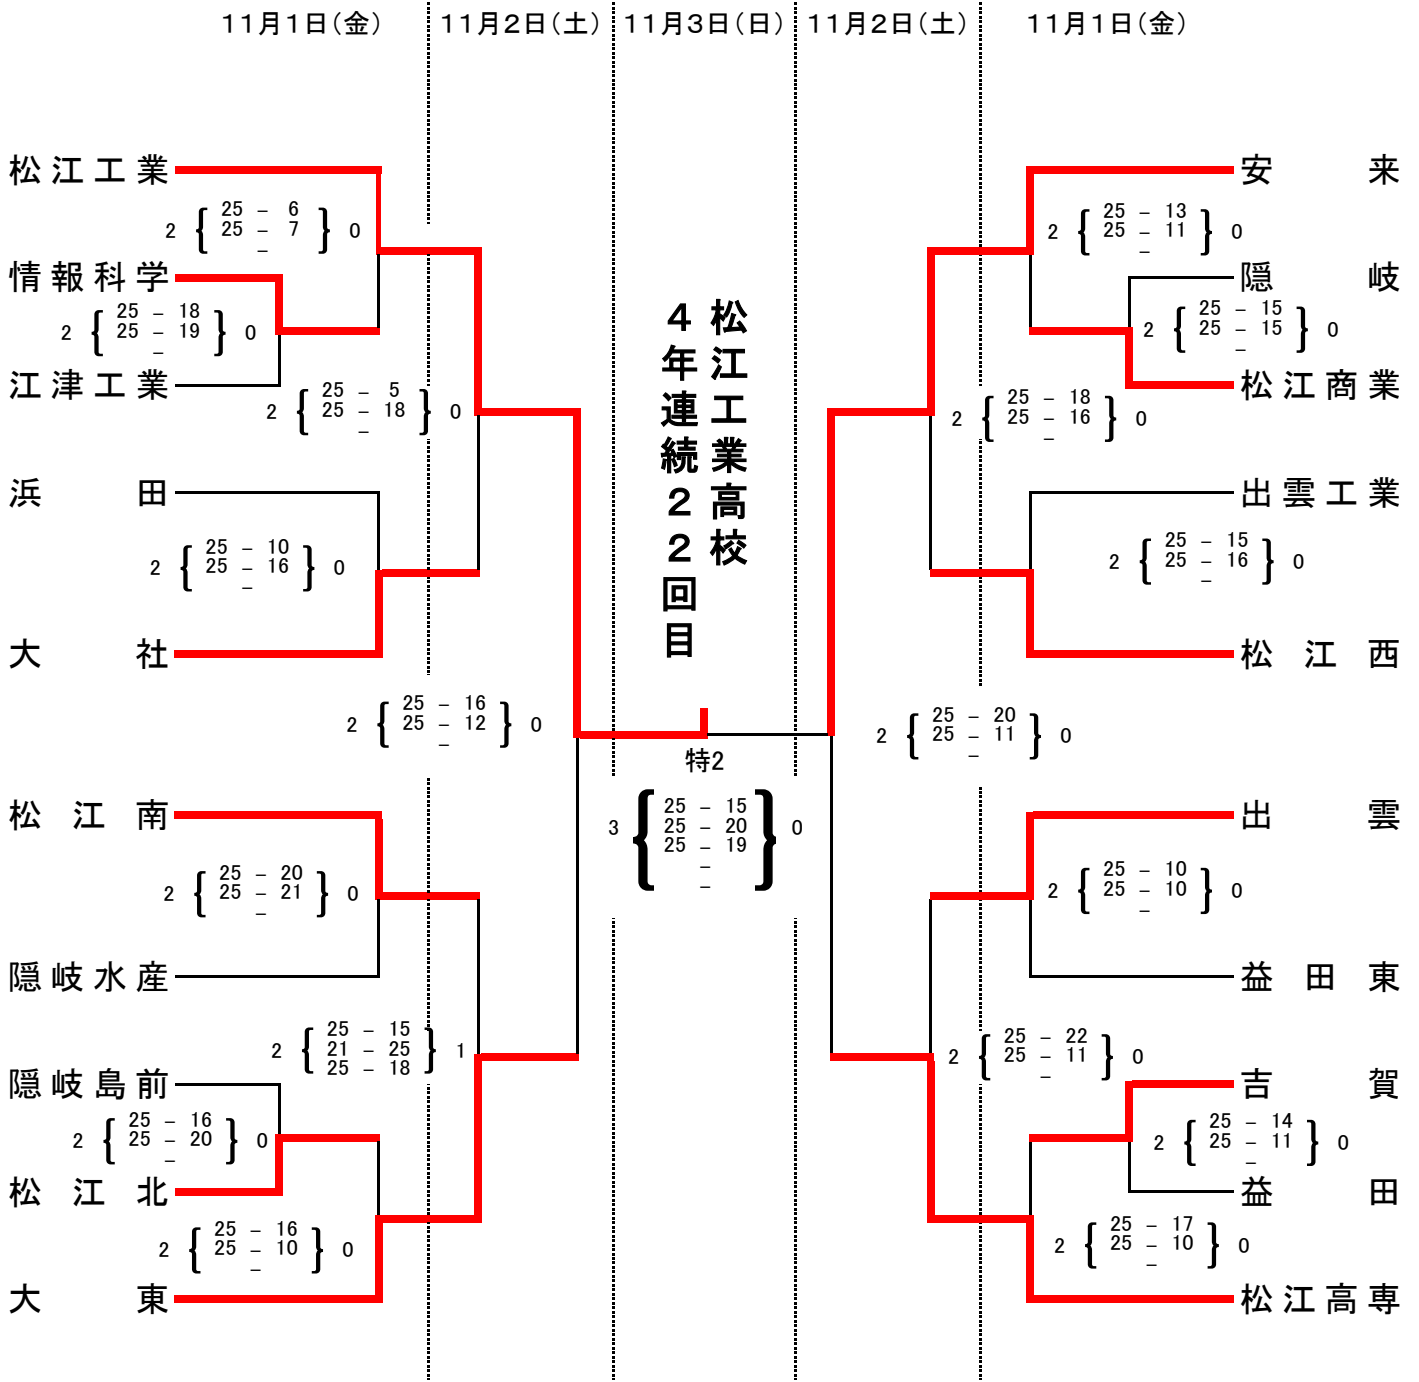 11月1日(金) 11月2日(土) 11月3日(日) 11月2日(土) 11月1日(金)
松江工業
2 { 25 - 6 } 0
25 - 7
-
情報科学
2 { 25 - 18 } 0
25 - 19
-
江津工業
2 { 25 - 5 } 0
25 - 18
-
浜田
2 { 25 - 10 } 0
25 - 16
-
大社
2 { 25 - 16 } 0
25 - 12
-
松江南
2 { 25 - 20 } 0
25 - 21
-
隠岐水産
2 { 25 - 15 } 1
21 - 25
25 - 18
隠岐島前
2 { 25 - 16 } 0
25 - 20
-
松江北
2 { 25 - 16 } 0
25 - 10
-
大東
松江工業高校
4年連続22回目
特2
3 { 25 - 15 } 0
25 - 20
25 - 19
-
-
安来
2 { 25 - 13 } 0
25 - 11
-
隠岐
2 { 25 - 15 } 0
25 - 15
-
松江商業
2 { 25 - 18 } 0
25 - 16
-
出雲工業
2 { 25 - 15 } 0
25 - 16
-
松江西
2 { 25 - 20 } 0
25 - 11
-
出雲
2 { 25 - 10 } 0
25 - 10
-
益田東
2 { 25 - 22 } 0
25 - 11
-
吉賀
2 { 25 - 14 } 0
25 - 11
-
益田
2 { 25 - 17 } 0
25 - 10
-
松江高専